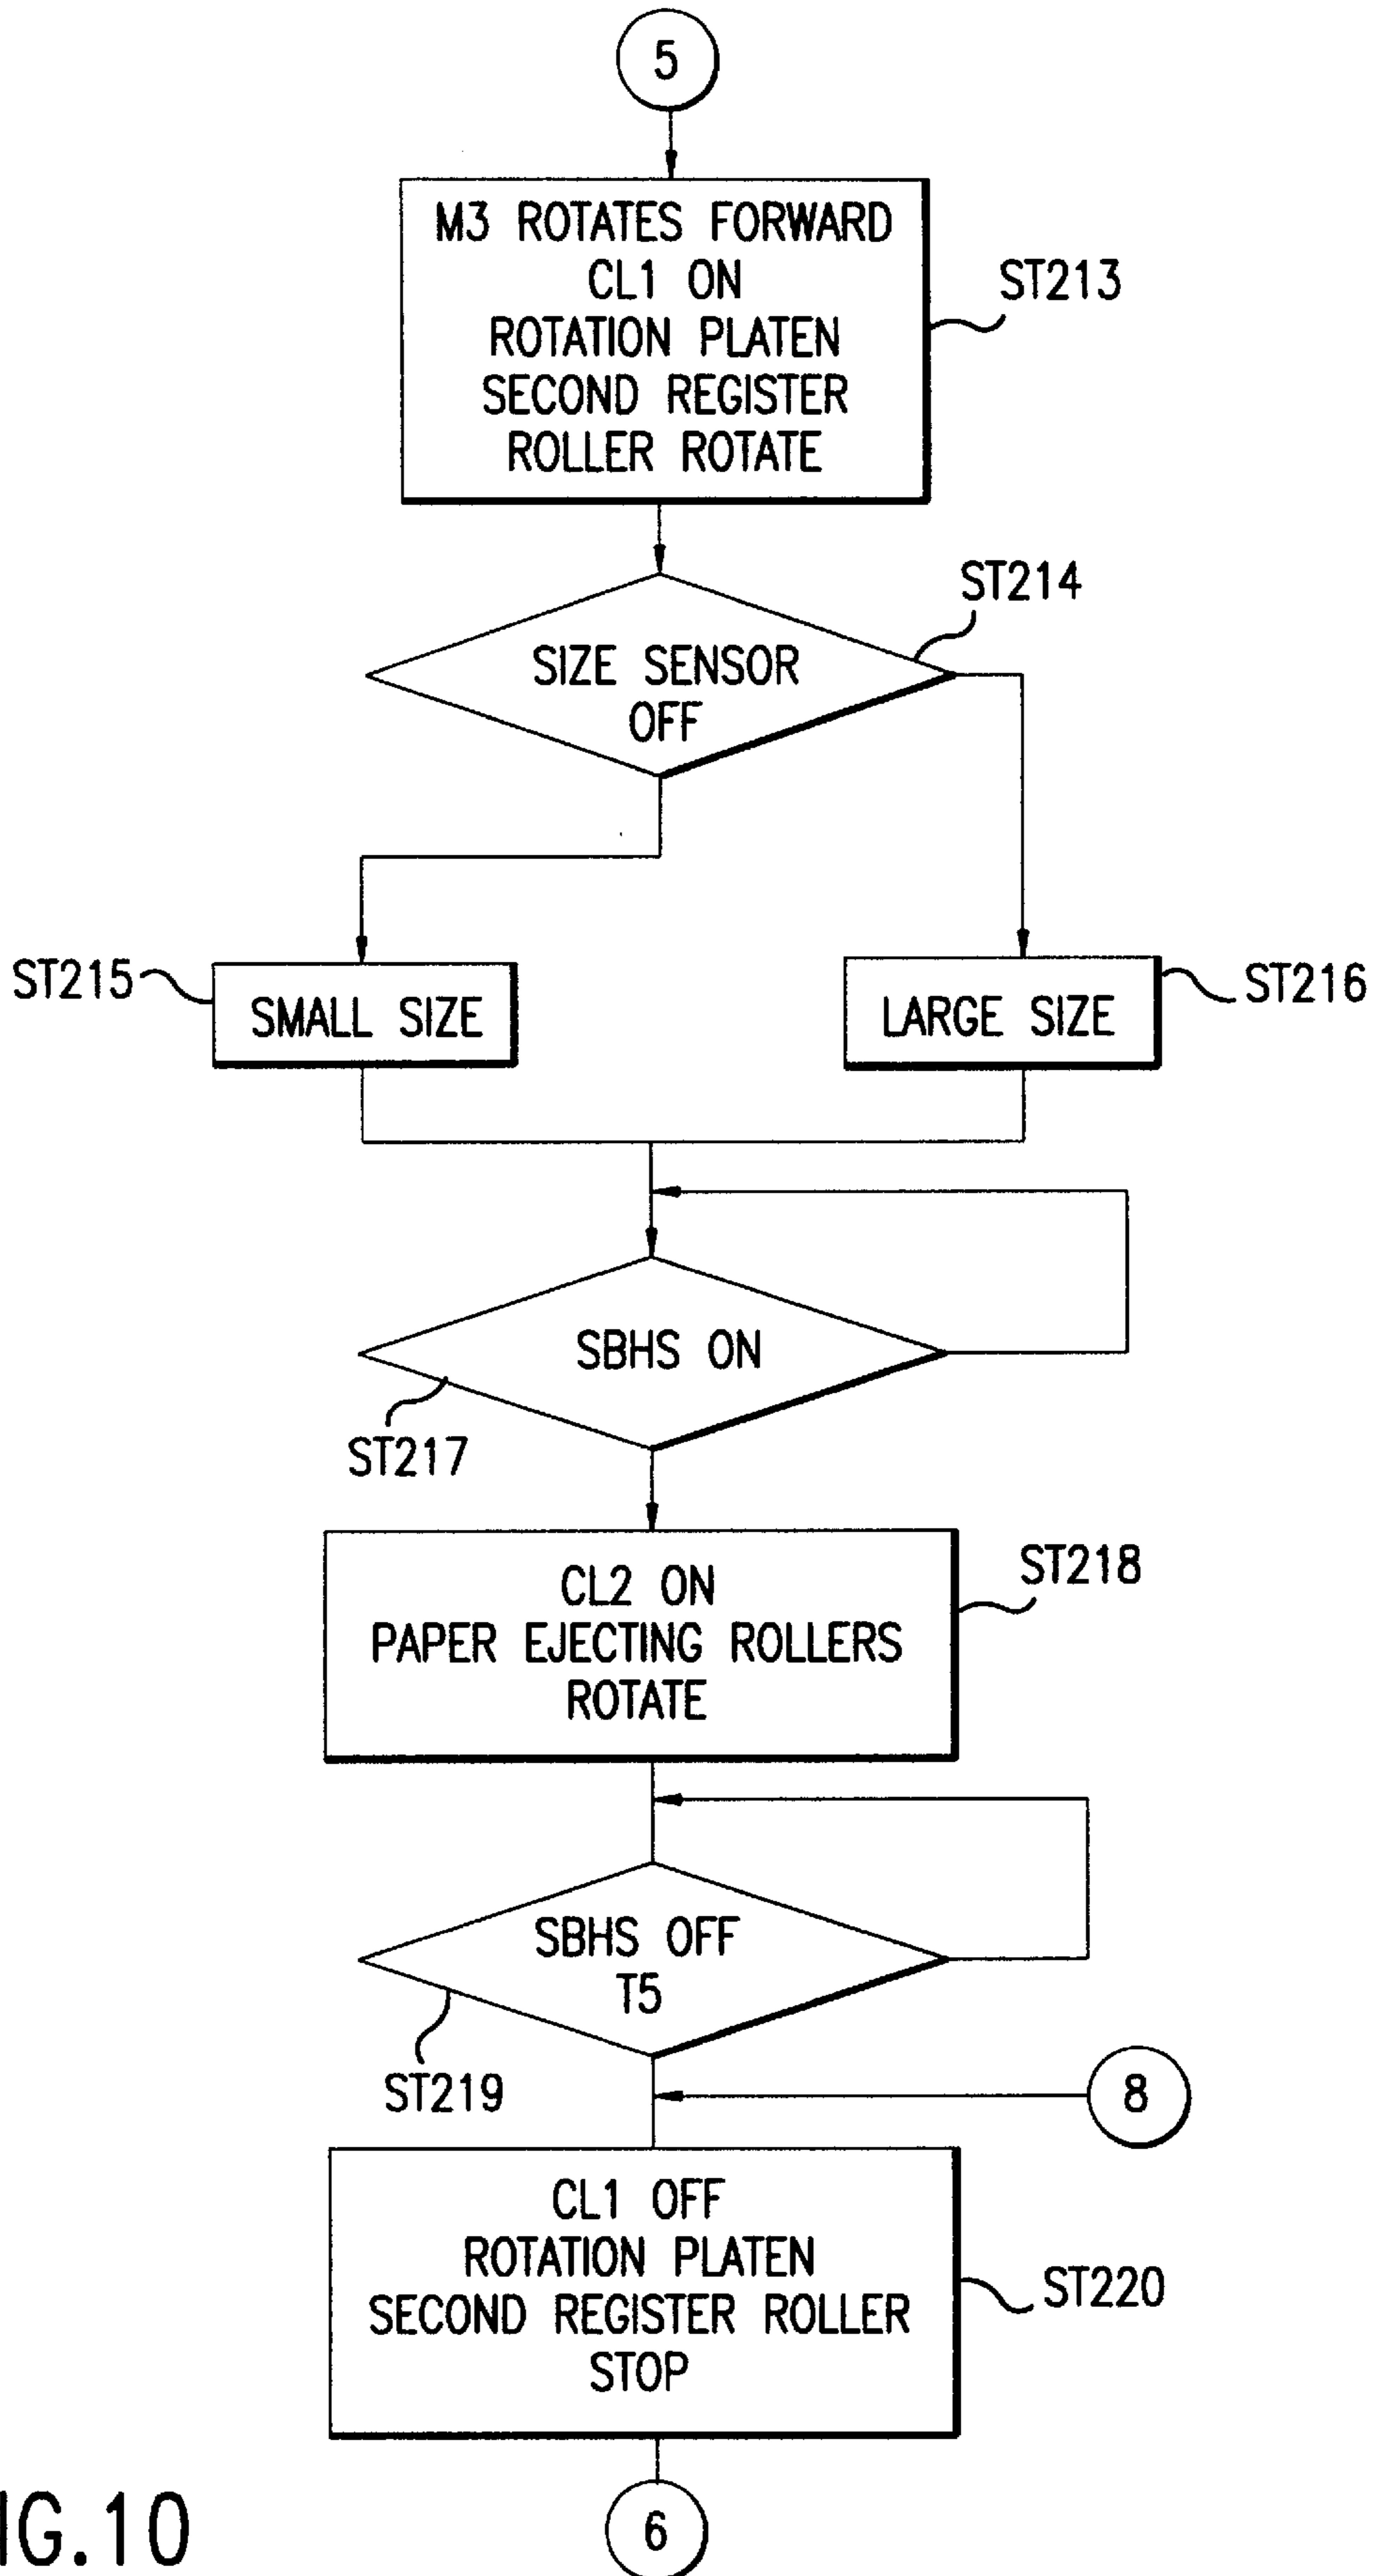 5
M3 ROTATES FORWARD
CL1 ON
ROTATION PLATEN
SECOND REGISTER
ROLLER ROTATE
ST213
ST214
SIZE SENSOR
OFF
ST215
SMALL SIZE
LARGE SIZE
ST216
SBHS ON
ST217
CL2 ON
PAPER EJECTING ROLLERS
ROTATE
ST218
SBHS OFF
T5
ST219
8
CL1 OFF
ROTATION PLATEN
SECOND REGISTER ROLLER
STOP
ST220
IG.10
6